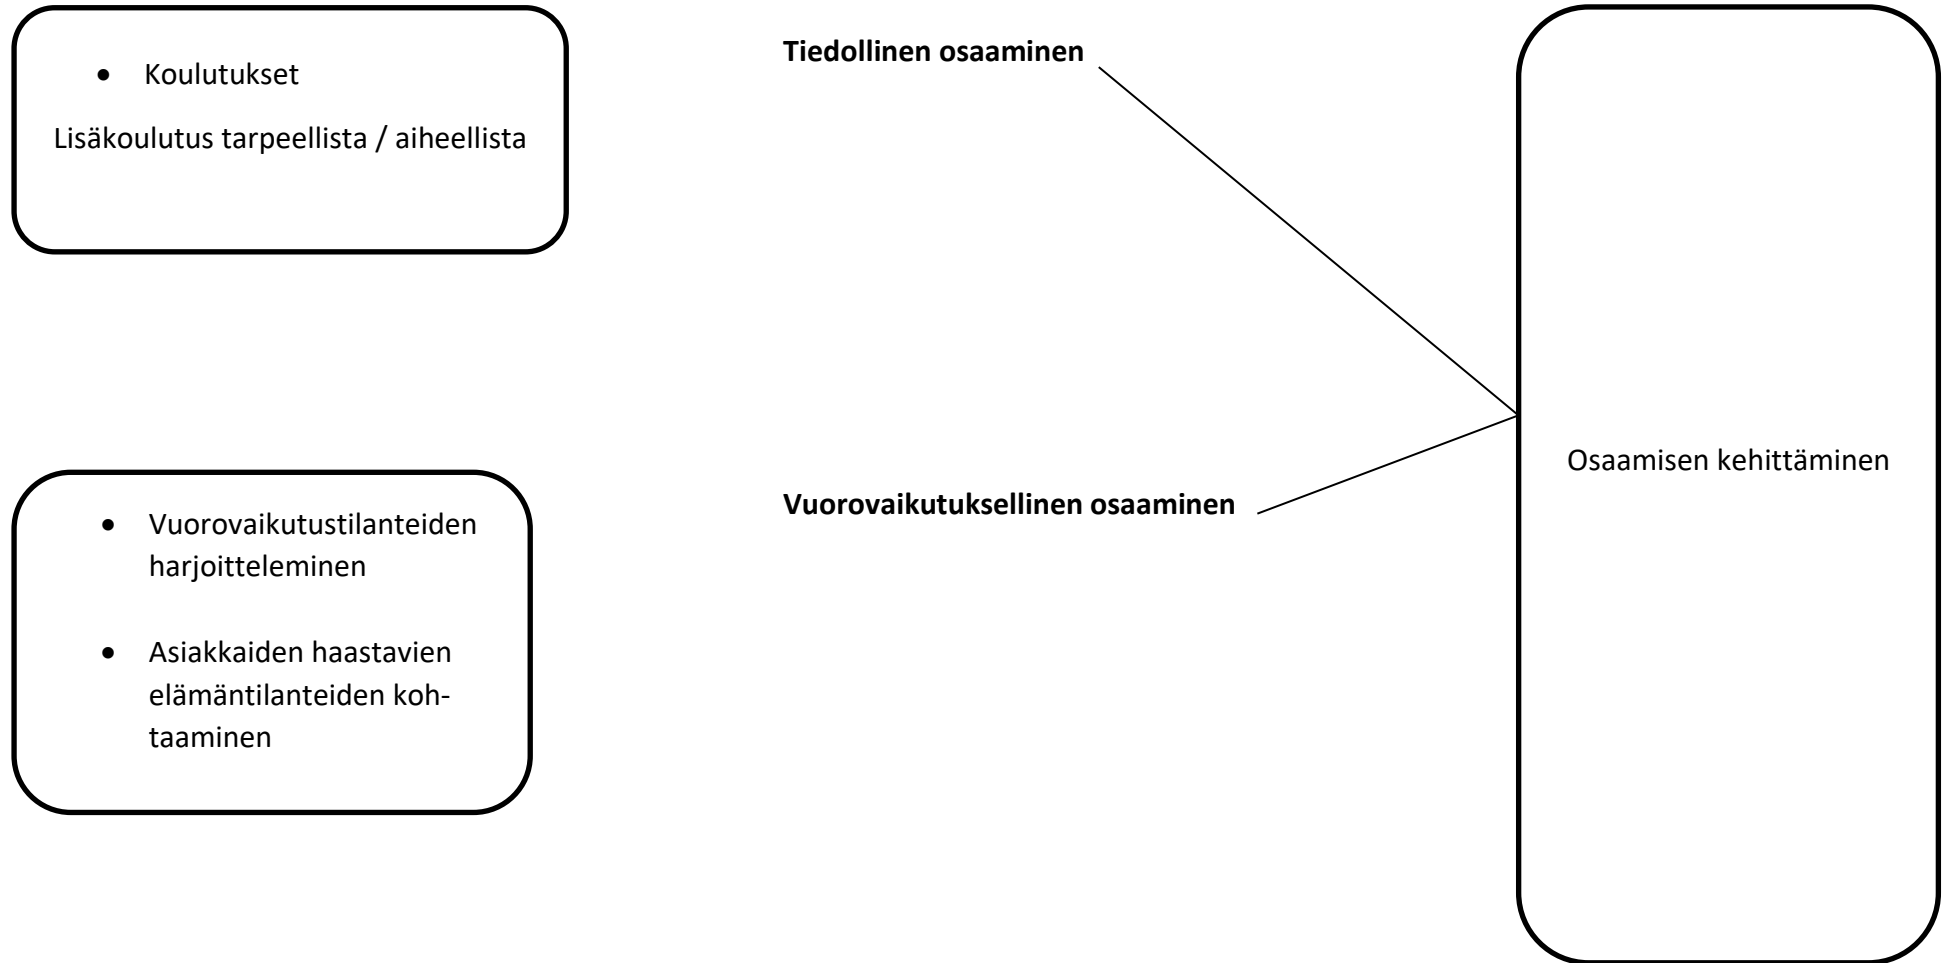 • Koulutukset
Lisäkoulutus tarpeellista / aiheellista
Tiedollinen osaaminen
• Vuorovaikutustilanteiden
harjoitteleminen
• Asiakkaiden haastavien
elämäntilanteiden koh-
taaminen
Vuorovaikutuksellinen osaaminen
Osaamisen kehittäminen